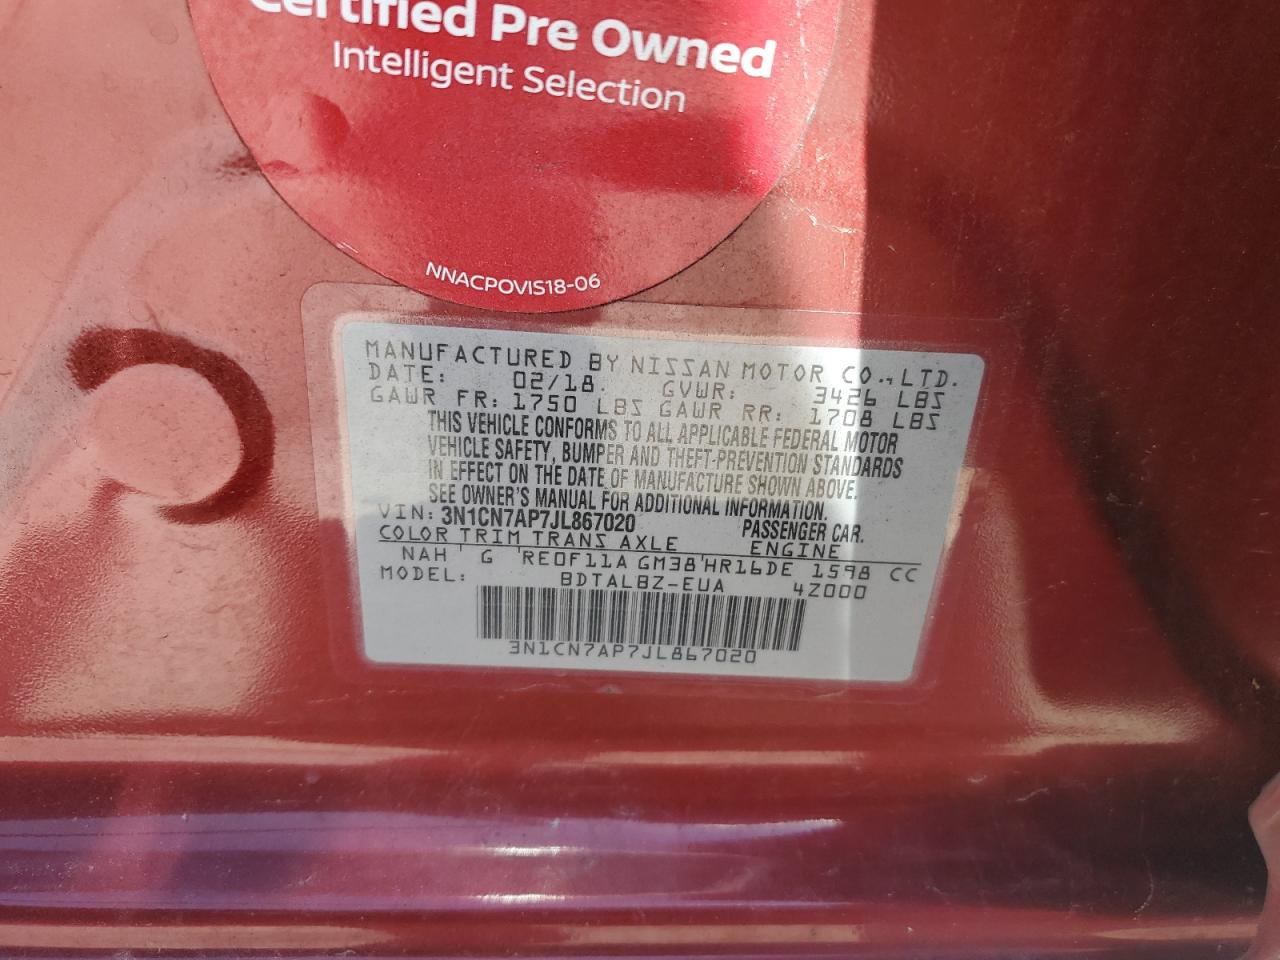 Certified Pre Owned
Intelligent Selection
NNACPOVIS18-06
MANUFACTURED BY NISSAN MOTOR CO.,LTD.
DATE: 02/18. GVWR: 3426 LBS
GAWR FR: 1750 LBS GAWR RR: 1708 LBS
THIS VEHICLE CONFORMS TO ALL APPLICABLE FEDERAL MOTOR
VEHICLE SAFETY, BUMPER AND THEFT-PREVENTION STANDARDS
IN EFFECT ON THE DATE OF MANUFACTURE SHOWN ABOVE.
SEE OWNER'S MANUAL FOR ADDITIONAL INFORMATION.
VIN: 3N1CN7AP7JL867020 PASSENGER CAR.
COLOR TRIM TRANS AXLE ENGINE
NAH ' G 'RE0F11A GM38'HR16DE 1598 CC
MODEL: BDTALBZ-EUA 4Z000
3N1CN7AP7JL867020